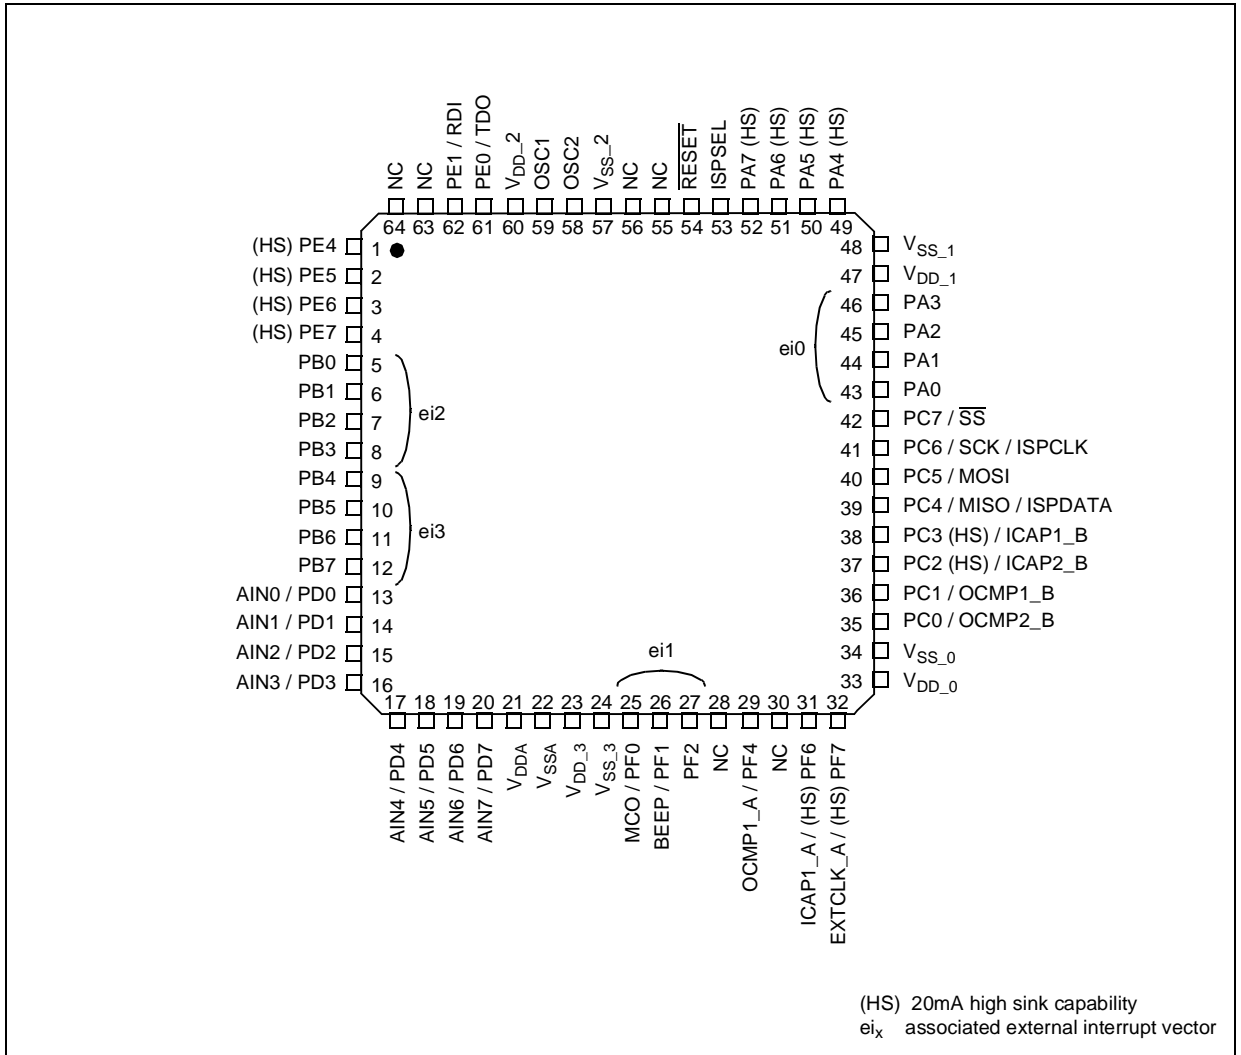 NC
NC
PE1 / RDI
PE0 / TDO
VDD_2
OSC1
OSC2
VSS_2
NC
NC
RESET
ISPSEL
PA7 (HS)
PA6 (HS)
PA5 (HS)
PA4 (HS)
64 63 62 61 60 59 58 57 56 55 54 53 52 51 50 49
(HS) PE4 1
(HS) PE5 2
(HS) PE6 3
(HS) PE7 4
PB0 5
PB1 6
PB2 7
PB3 8
ei2
PB4 9
PB5 10
PB6 11
PB7 12
ei3
AIN0 / PD0 13
AIN1 / PD1 14
AIN2 / PD2 15
AIN3 / PD3 16
48 VSS_1
47 VDD_1
46 PA3
45 PA2
44 PA1
43 PA0
ei0
42 PC7 / SS
41 PC6 / SCK / ISPCLK
40 PC5 / MOSI
39 PC4 / MISO / ISPDATA
38 PC3 (HS) / ICAP1_B
37 PC2 (HS) / ICAP2_B
36 PC1 / OCMP1_B
35 PC0 / OCMP2_B
34 VSS_0
33 VDD_0
ei1
17 18 19 20 21 22 23 24 25 26 27 28 29 30 31 32
AIN4 / PD4
AIN5 / PD5
AIN6 / PD6
AIN7 / PD7
VDDA
VSSA
VDD_3
VSS_3
MCO / PF0
BEEP / PF1
PF2
NC
OCMP1_A / PF4
NC
ICAP1_A / (HS) PF6
EXTCLK_A / (HS) PF7
(HS) 20mA high sink capability
eix associated external interrupt vector